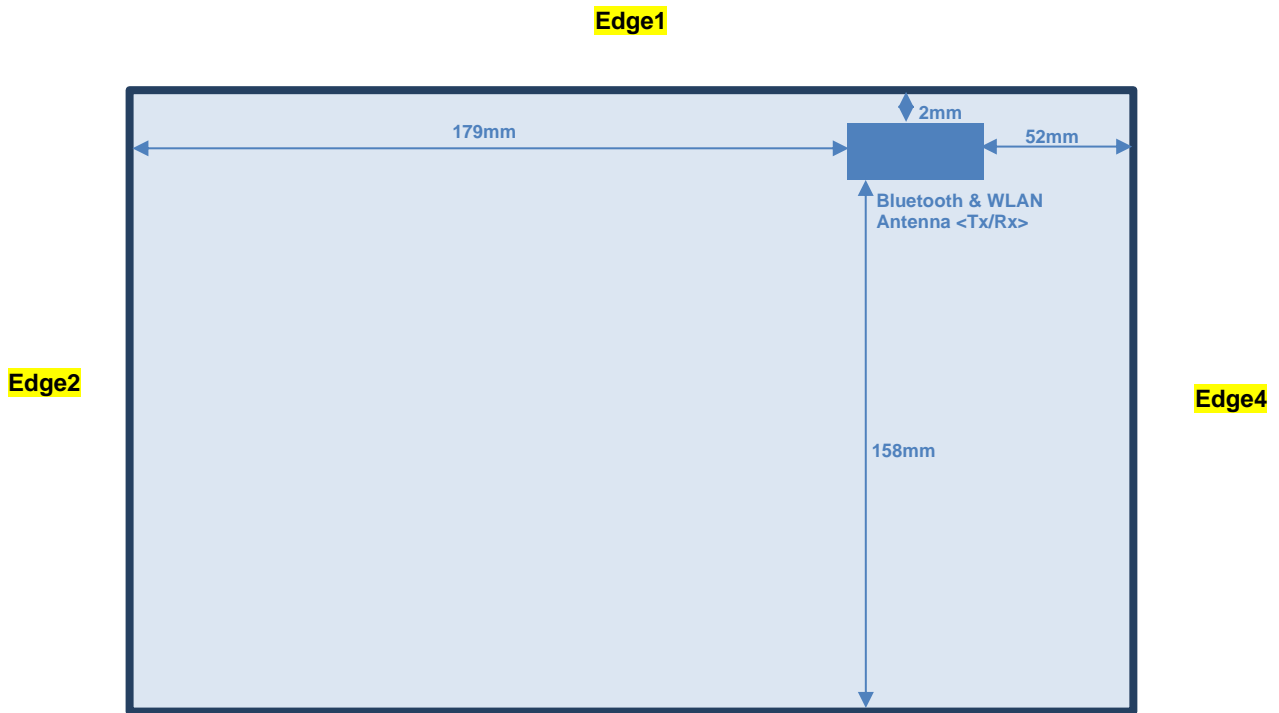 Edge1
2mm
179mm
52mm
Bluetooth & WLAN
Antenna <Tx/Rx>
Edge2
Edge4
158mm